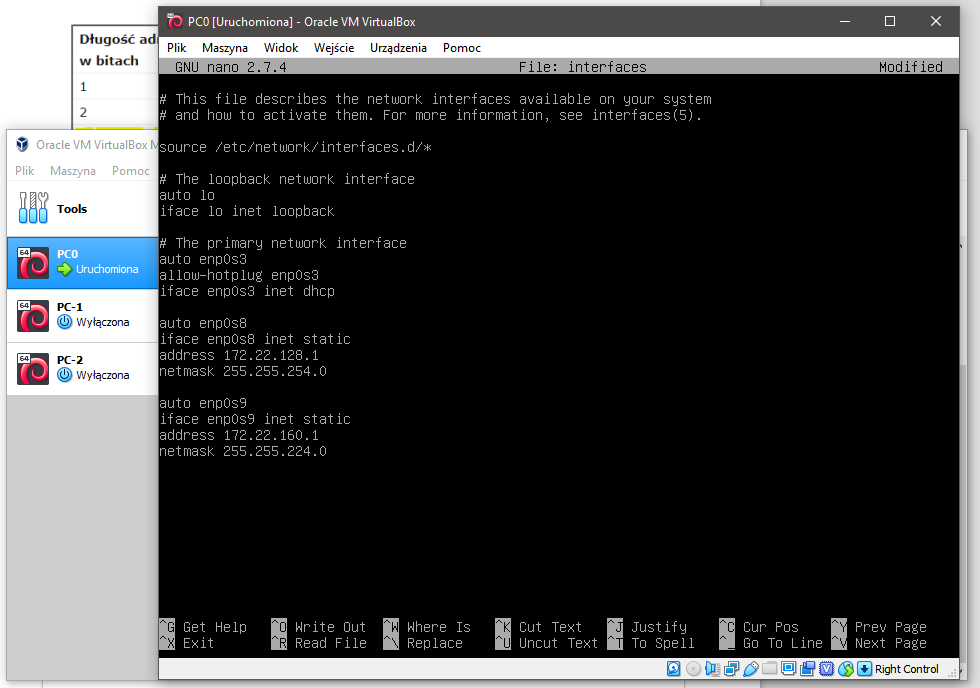 Długość
w bitach
1
2
Oracle VM VirtualBox
Plik Maszyna Pomoc
Tools
64
PC0
Uruchomiona
64
PC-1
Wyłączona
64
PC-2
Wyłączona
PC0 [Uruchomiona] - Oracle VM VirtualBox
Plik Maszyna Widok Wejście Urządzenia Pomoc
GNU nano 2.7.4 File: interfaces Modified
# This file describes the network interfaces available on your system
# and how to activate them. For more information, see interfaces(5).
source /etc/network/interfaces.d/*
# The loopback network interface
auto lo
iface lo inet loopback
# The primary network interface
auto enp0s3
allow-hotplug enp0s3
iface enp0s3 inet dhcp
auto enp0s8
iface enp0s8 inet static
address 172.22.128.1
netmask 255.255.254.0
auto enp0s9
iface enp0s9 inet static
address 172.22.160.1
netmask 255.255.224.0
^G Get Help ^O Write Out ^W Where Is ^K Cut Text ^J Justify ^C Cur Pos ^Y Prev Page
^X Exit ^R Read File ^\ Replace ^U Uncut Text ^T To Spell ^_ Go To Line ^V Next Page
Right Control